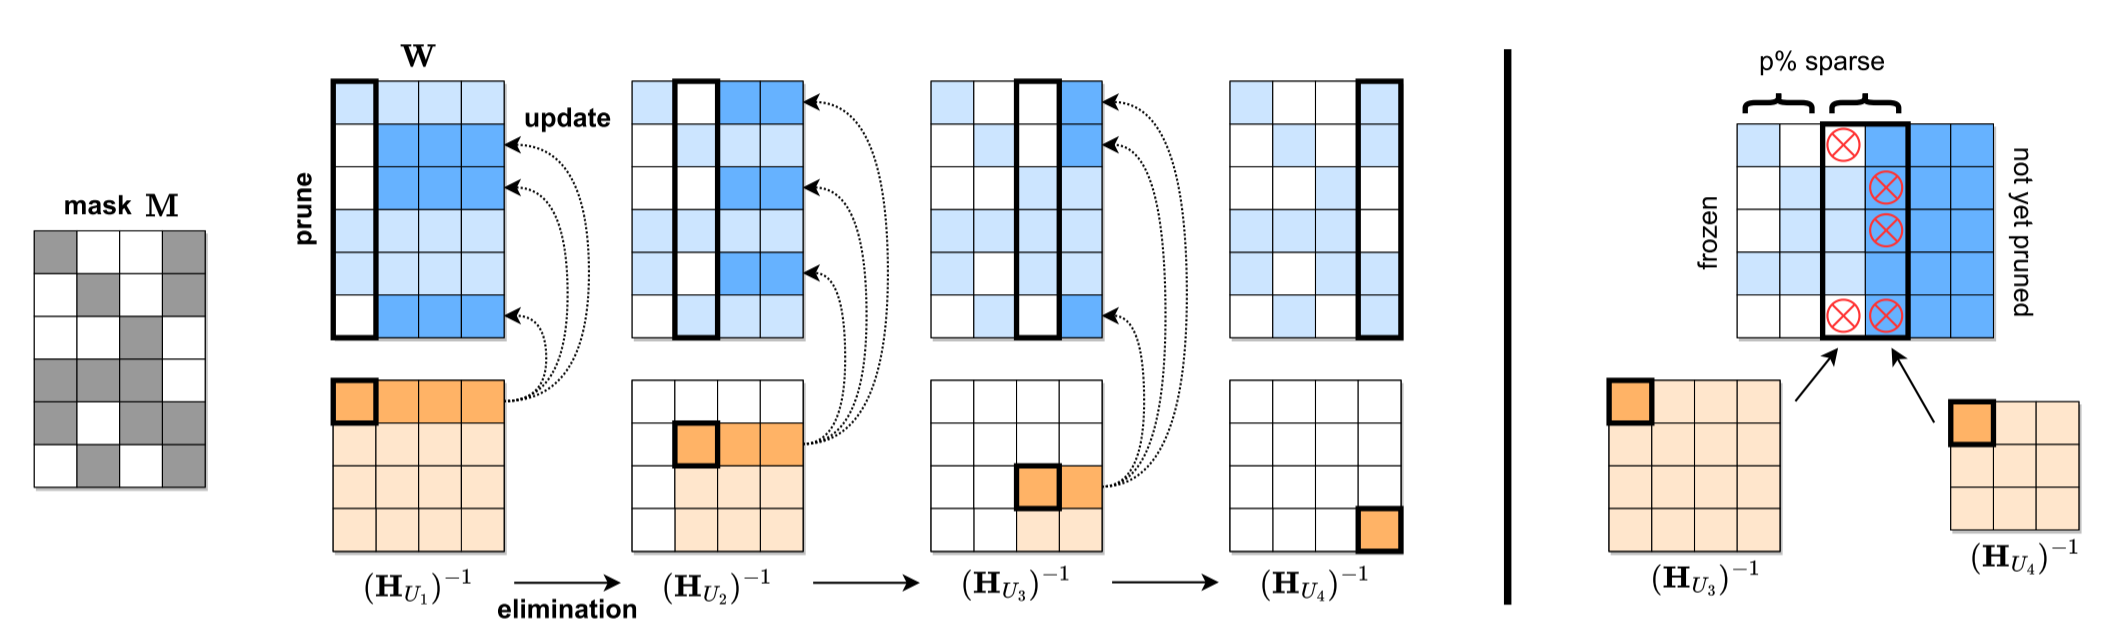 mask M
W
prune
update
(H_{U_1})^{-1}
elimination
(H_{U_2})^{-1}
(H_{U_3})^{-1}
(H_{U_4})^{-1}
p% sparse
frozen
not yet pruned
(H_{U_3})^{-1}
(H_{U_4})^{-1}